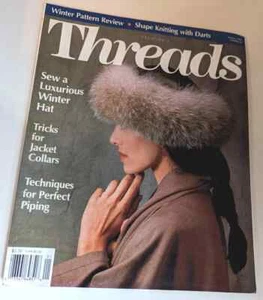 Winter Pattern Review • Shape Knitting with Darts
Threads
Sew a
Luxurious
Winter
Hat
Tricks
for
Jacket
Collars
Techniques
for Perfect
Piping